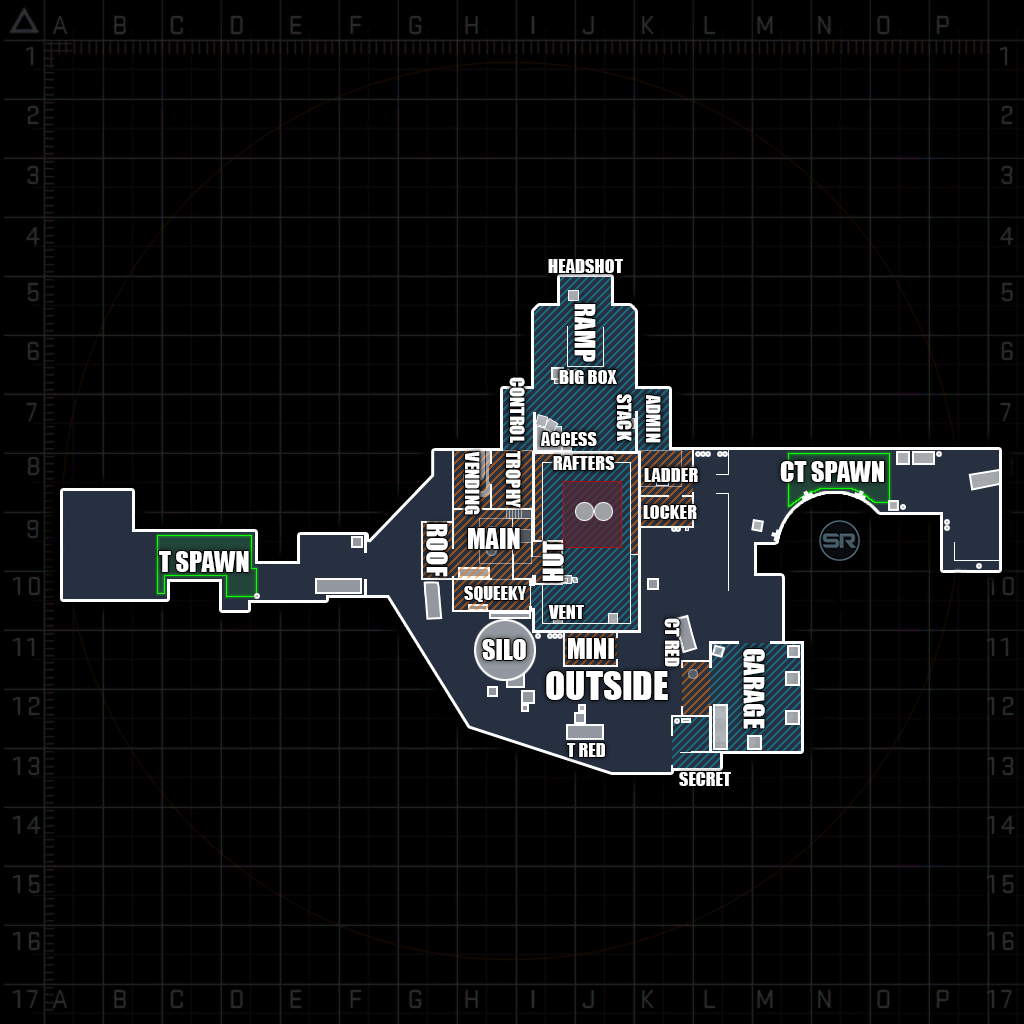 A B C D E F G H I J K L M N O P
1 1
2 2
3 3
4 4
HEADSHOT
5 5
RAMP
6 6
BIG BOX
CONTROL
STACK
ADMIN
7 7
ACCESS
8 8
VENDING
TROPHY
RAFTERS
LADDER
CT SPAWN
LOCKER
9 9
ROOF
MAIN
HUT
SR
T SPAWN
10 10
SQUEEKY
VENT
11 11
SILO
MINI
CT RED
GARAGE
OUTSIDE
12 12
T RED
13 13
SECRET
14 14
15 15
16 16
17 A B C D E F G H I J K L M N O P 17